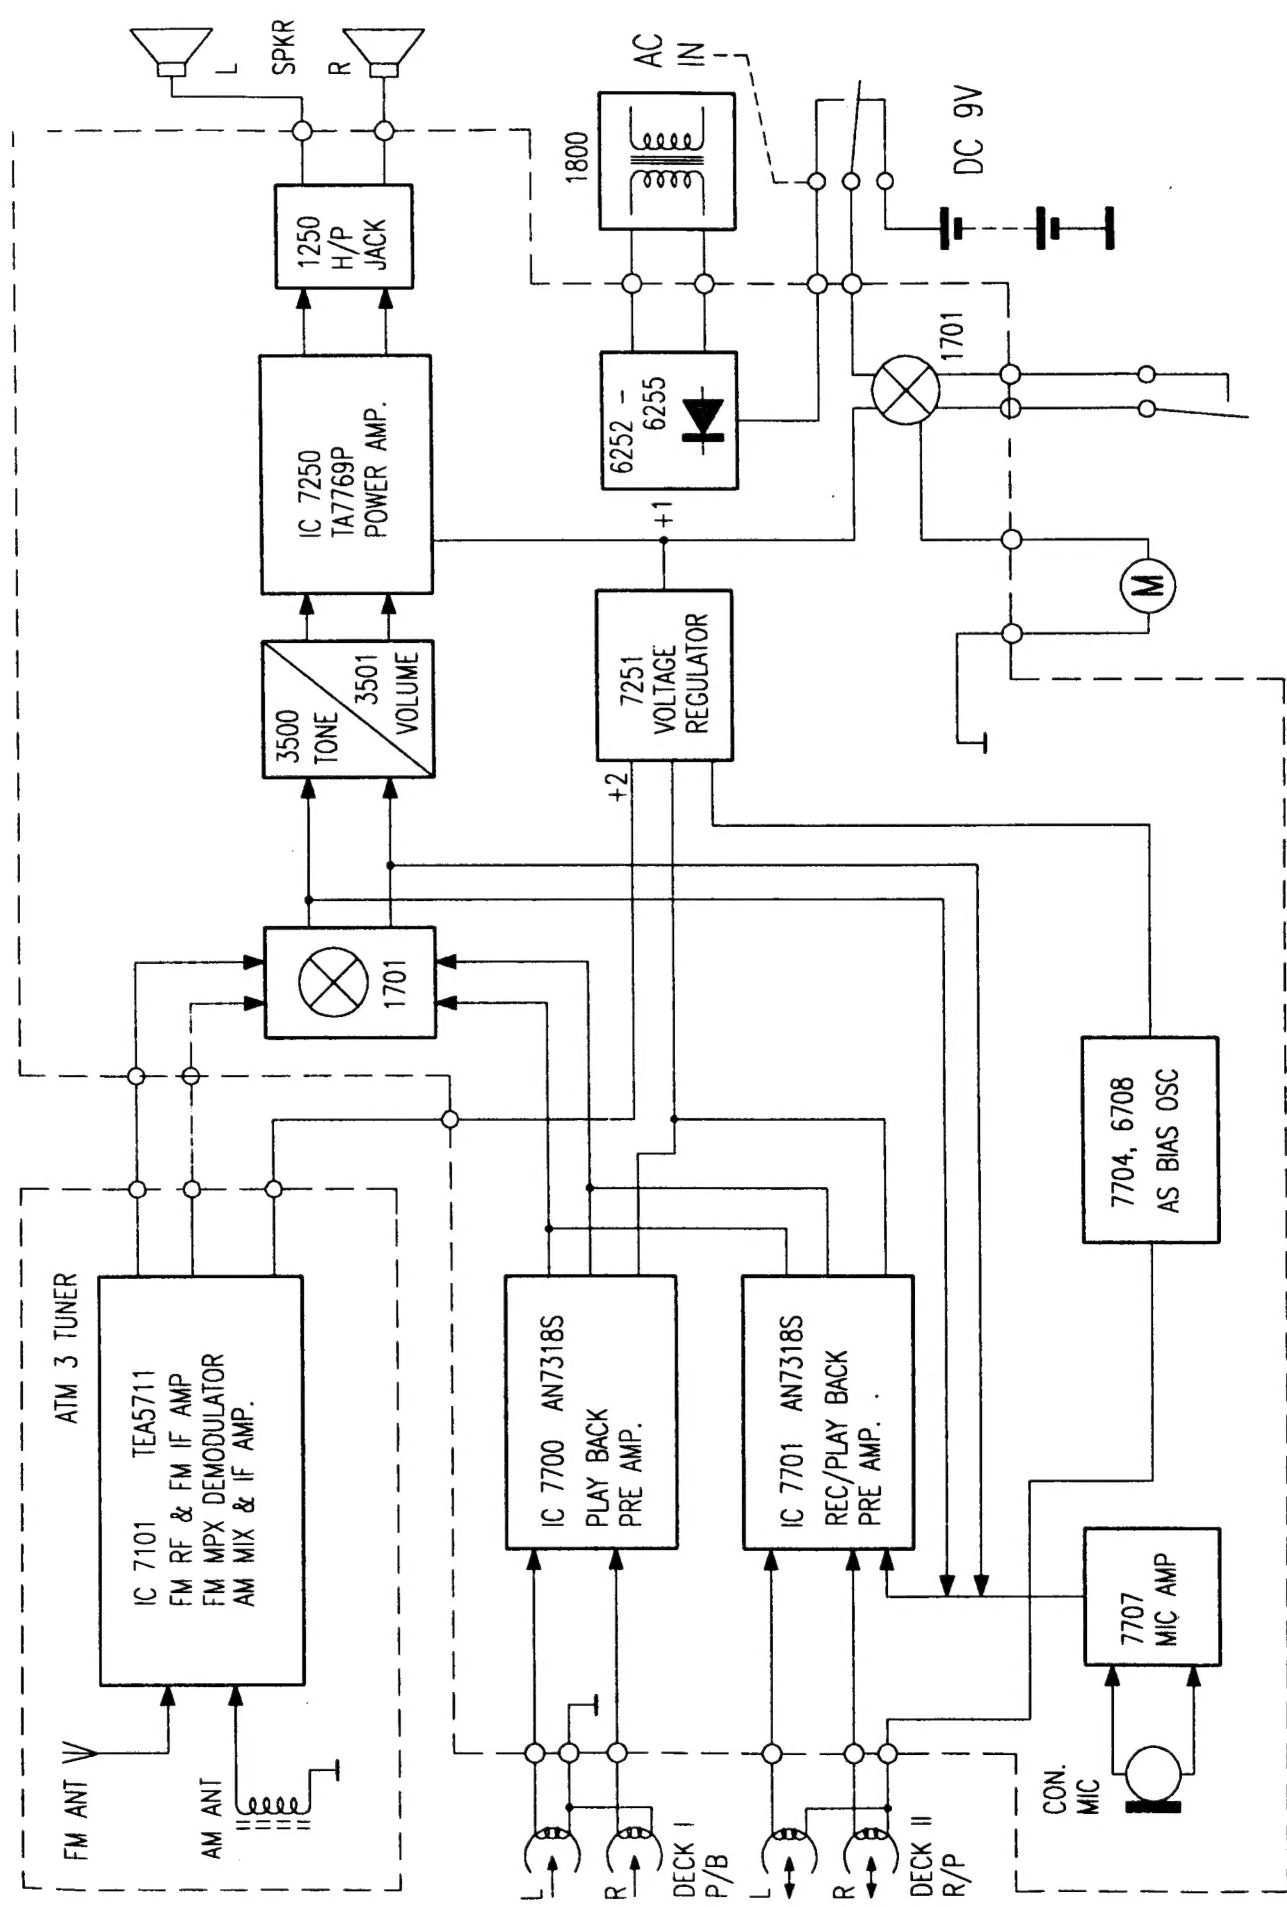 FM ANT
AM ANT
ATM 3 TUNER
IC 7101 TEA5711
FM RF & FM IF AMP
FM MPX DEMODULATOR
AM MIX & IF AMP.
1701
3500
TONE
3501
VOLUME
IC 7250
TA7769P
POWER AMP.
1250
H/P
JACK
L
SPKR
R
L
R
DECK I
P/B
IC 7700 AN7318S
PLAY BACK
PRE AMP.
+2
7251
VOLTAGE
REGULATOR
+1
6252 -
6255
1800
AC
IN
L
R
DECK II
R/P
IC 7701 AN7318S
REC/PLAY BACK
PRE AMP.
1701
DC 9V
CON.
MIC
7707
MIC AMP
7704, 6708
AS BIAS OSC
M